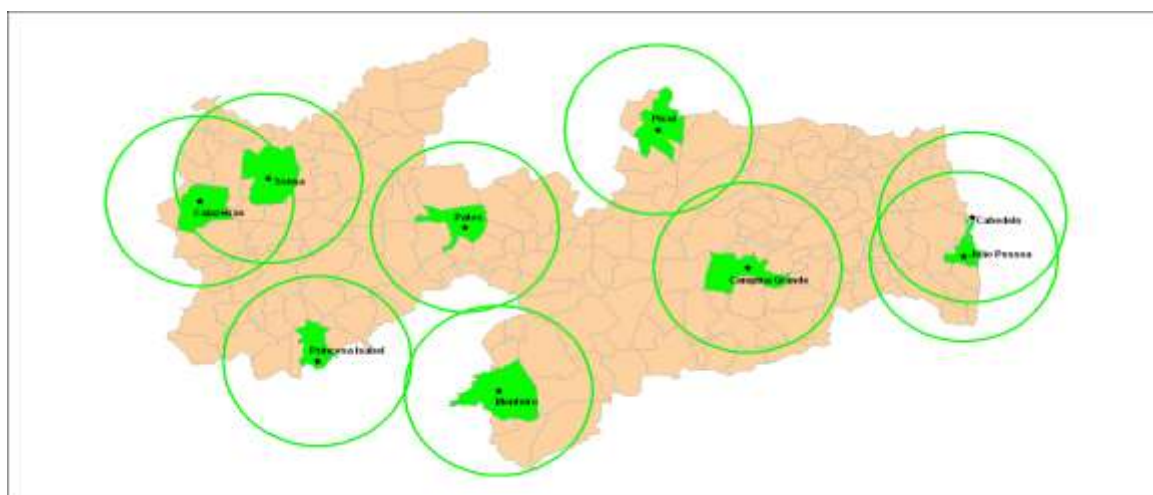 Picuí
Sousa
Cajazeiras
Patos
Cabedelo
João Pessoa
Campina Grande
Princesa Isabel
Monteiro